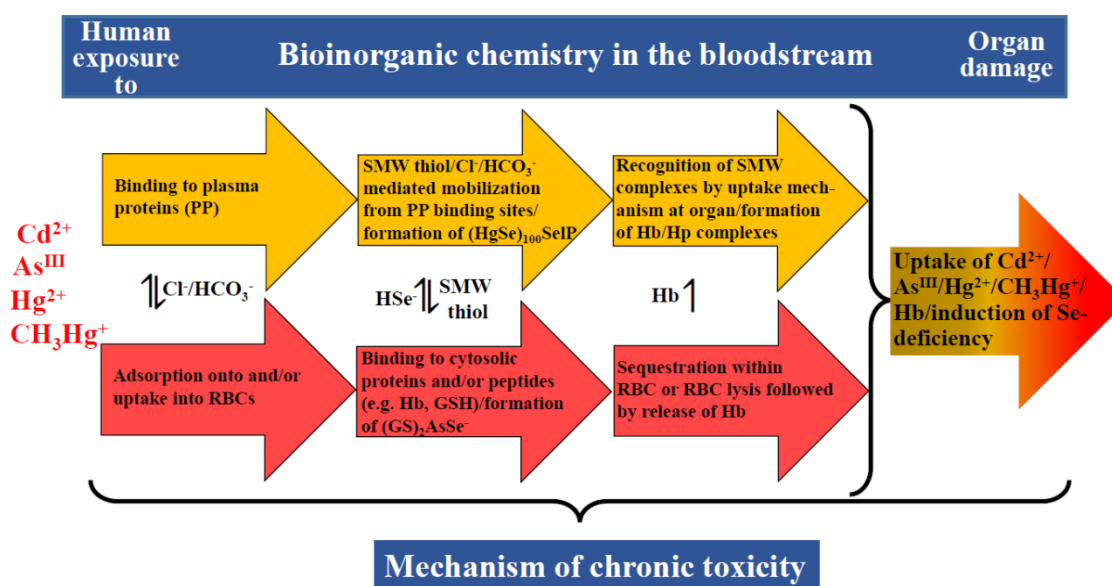 Human
exposure to
to
Bioinorganic chemistry in the bloodstream
Organ
damage
Cd²⁺
Asᴵᴵᴵ
Hg²⁺
CH₃Hg⁺
Binding to plasma
proteins (PP)
SMW thiol/Cl⁻/HCO₃⁻
mediated mobilization
from PP binding sites/
formation of (HgSe)₁₀₀SelP
Recognition of SMW
complexes by uptake mech-
anism at organ/formation
of Hb/Hp complexes
Cl⁻/HCO₃⁻
HSe⁻
SMW
thiol
Hb
Adsorption onto and/or
uptake into RBCs
Binding to cytosolic
proteins and/or peptides
(e.g. Hb, GSH)/formation
of (GS)₂AsSe⁻
Sequestration within
RBC or RBC lysis followed
by release of Hb
Uptake of Cd²⁺/
Asᴵᴵᴵ/Hg²⁺/CH₃Hg⁺/
Hb/induction of Se-
deficiency
Mechanism of chronic toxicity